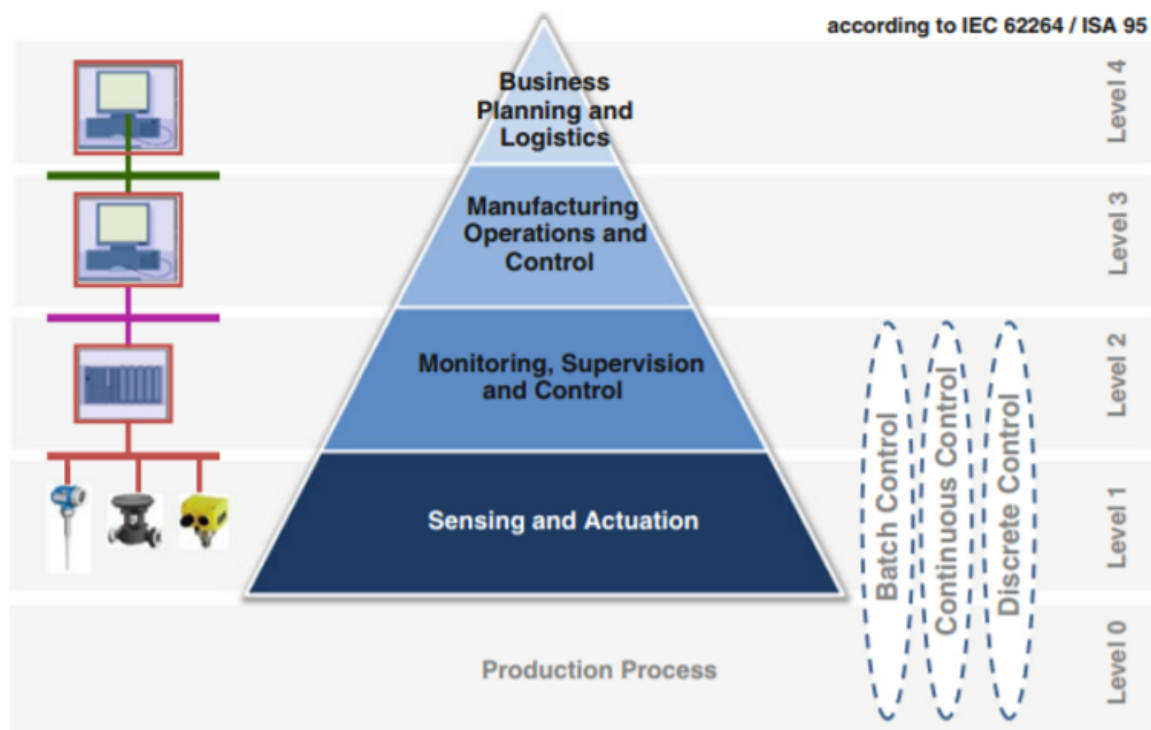 according to IEC 62264 / ISA 95
Business
Planning and
Logistics
Level 4
Manufacturing
Operations and
Control
Level 3
Monitoring, Supervision
and Control
Level 2
Sensing and Actuation
Level 1
Batch Control
Continuous Control
Discrete Control
Production Process
Level 0